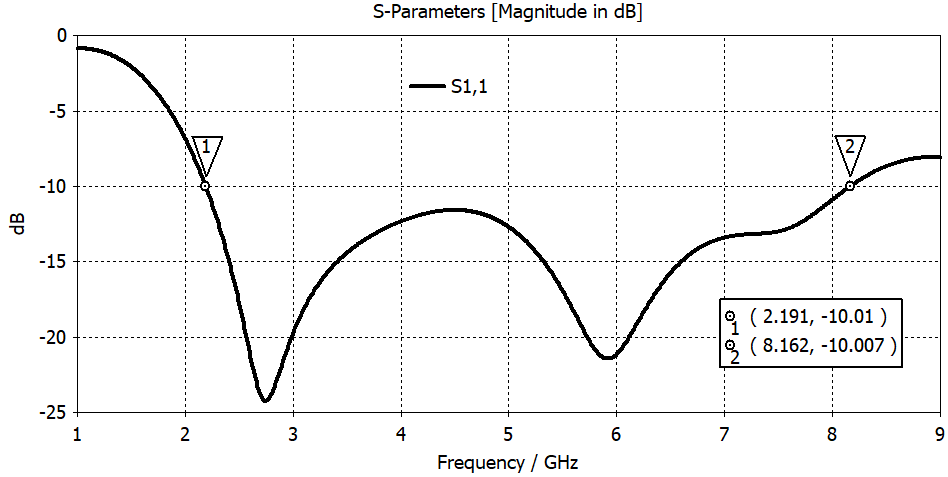 S-Parameters [Magnitude in dB]
0
-5
-10
-15
-20
-25
dB
S1,1
1
2
1 ( 2.191, -10.01 )
2 ( 8.162, -10.007 )
1 2 3 4 5 6 7 8 9
Frequency / GHz